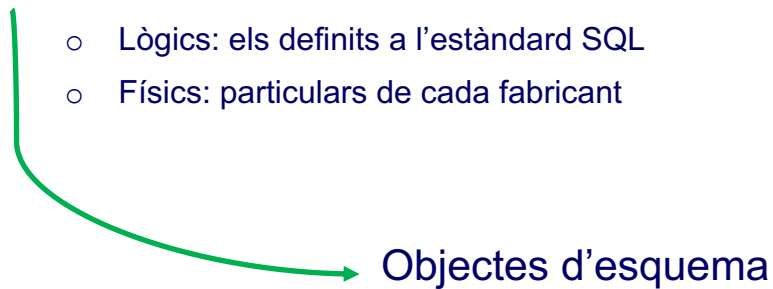 o Lògics: els definits a l’estàndard SQL
o Físics: particulars de cada fabricant
Objectes d’esquema